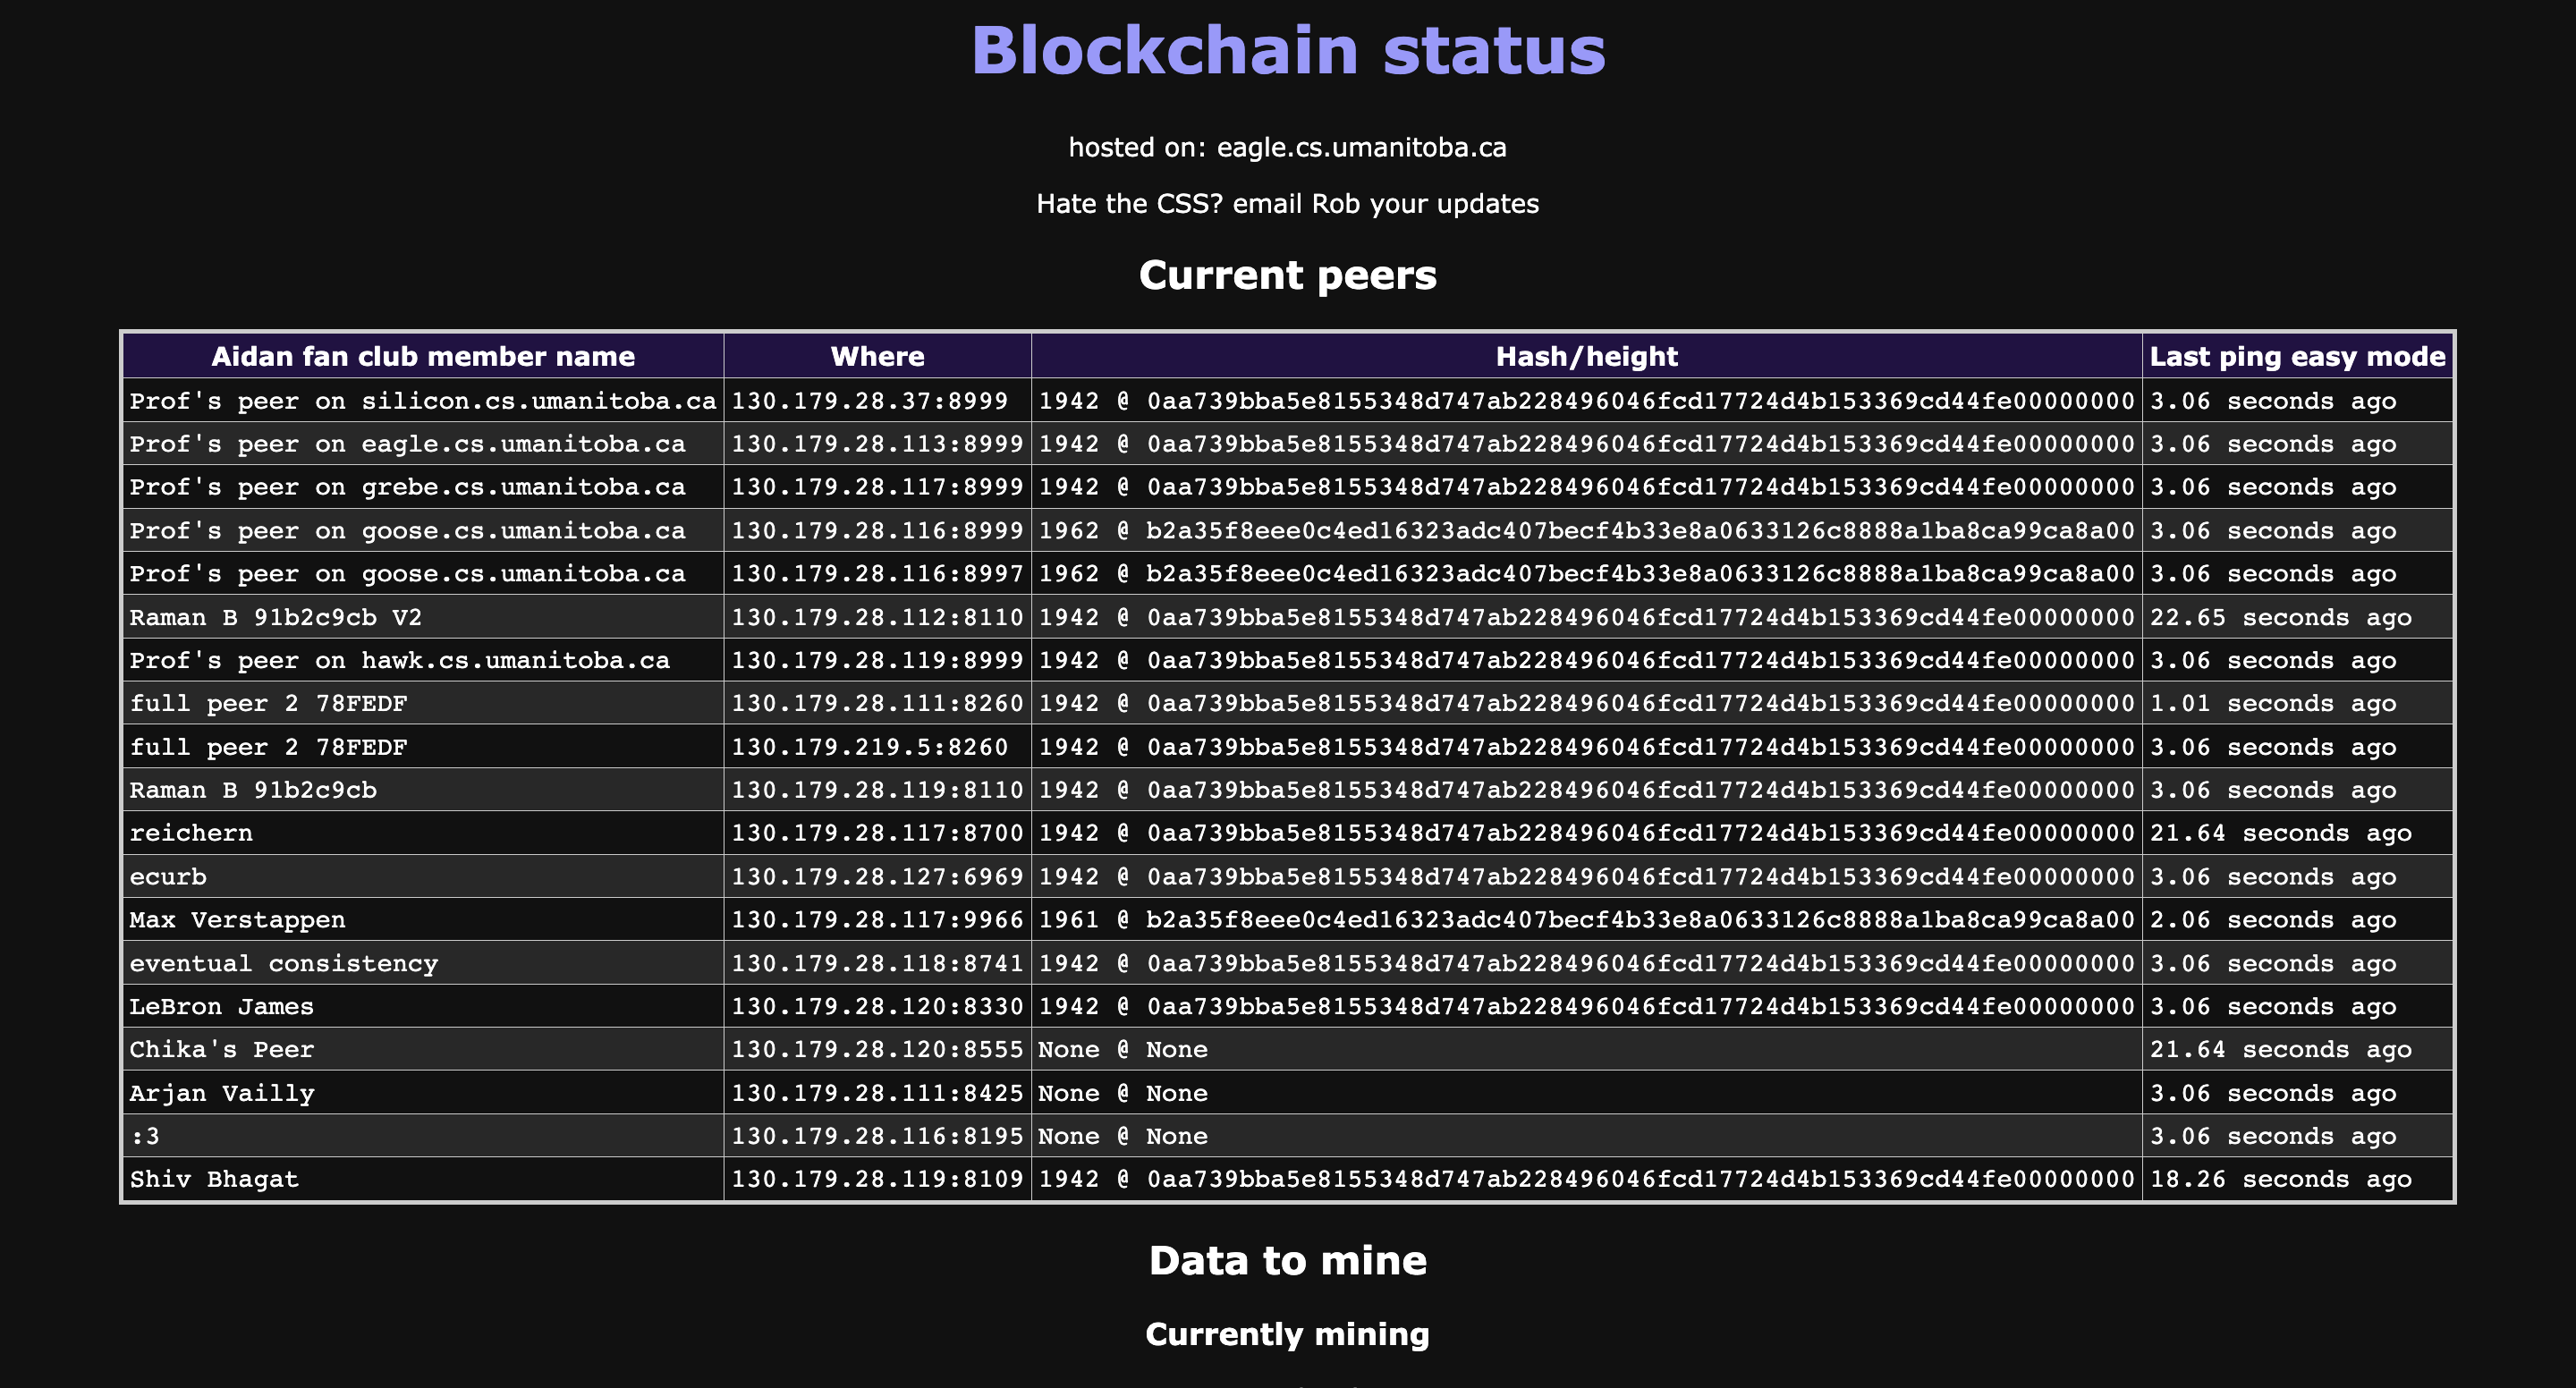 Blockchain status
hosted on: eagle.cs.umanitoba.ca
Hate the CSS? email Rob your updates
Current peers
Aidan fan club member name Where Hash/height Last ping easy mode
Prof's peer on silicon.cs.umanitoba.ca 130.179.28.37:8999 1942 @ 0aa739bba5e8155348d747ab228496046fcd17724d4b153369cd44fe00000000 3.06 seconds ago
Prof's peer on eagle.cs.umanitoba.ca 130.179.28.113:8999 1942 @ 0aa739bba5e8155348d747ab228496046fcd17724d4b153369cd44fe00000000 3.06 seconds ago
Prof's peer on grebe.cs.umanitoba.ca 130.179.28.117:8999 1942 @ 0aa739bba5e8155348d747ab228496046fcd17724d4b153369cd44fe00000000 3.06 seconds ago
Prof's peer on goose.cs.umanitoba.ca 130.179.28.116:8999 1962 @ b2a35f8eee0c4ed16323adc407becf4b33e8a0633126c8888a1ba8ca99ca8a00 3.06 seconds ago
Prof's peer on goose.cs.umanitoba.ca 130.179.28.116:8997 1962 @ b2a35f8eee0c4ed16323adc407becf4b33e8a0633126c8888a1ba8ca99ca8a00 3.06 seconds ago
Raman B 91b2c9cb V2 130.179.28.112:8110 1942 @ 0aa739bba5e8155348d747ab228496046fcd17724d4b153369cd44fe00000000 22.65 seconds ago
Prof's peer on hawk.cs.umanitoba.ca 130.179.28.119:8999 1942 @ 0aa739bba5e8155348d747ab228496046fcd17724d4b153369cd44fe00000000 3.06 seconds ago
full peer 2 78FEDF 130.179.28.111:8260 1942 @ 0aa739bba5e8155348d747ab228496046fcd17724d4b153369cd44fe00000000 1.01 seconds ago
full peer 2 78FEDF 130.179.219.5:8260 1942 @ 0aa739bba5e8155348d747ab228496046fcd17724d4b153369cd44fe00000000 3.06 seconds ago
Raman B 91b2c9cb 130.179.28.119:8110 1942 @ 0aa739bba5e8155348d747ab228496046fcd17724d4b153369cd44fe00000000 3.06 seconds ago
reichern 130.179.28.117:8700 1942 @ 0aa739bba5e8155348d747ab228496046fcd17724d4b153369cd44fe00000000 21.64 seconds ago
ecurb 130.179.28.127:6969 1942 @ 0aa739bba5e8155348d747ab228496046fcd17724d4b153369cd44fe00000000 3.06 seconds ago
Max Verstappen 130.179.28.117:9966 1961 @ b2a35f8eee0c4ed16323adc407becf4b33e8a0633126c8888a1ba8ca99ca8a00 2.06 seconds ago
eventual consistency 130.179.28.118:8741 1942 @ 0aa739bba5e8155348d747ab228496046fcd17724d4b153369cd44fe00000000 3.06 seconds ago
LeBron James 130.179.28.120:8330 1942 @ 0aa739bba5e8155348d747ab228496046fcd17724d4b153369cd44fe00000000 3.06 seconds ago
Chika's Peer 130.179.28.120:8555 None @ None 21.64 seconds ago
Arjan Vailly 130.179.28.111:8425 None @ None 3.06 seconds ago
:3 130.179.28.116:8195 None @ None 3.06 seconds ago
Shiv Bhagat 130.179.28.119:8109 1942 @ 0aa739bba5e8155348d747ab228496046fcd17724d4b153369cd44fe00000000 18.26 seconds ago
Data to mine
Currently mining